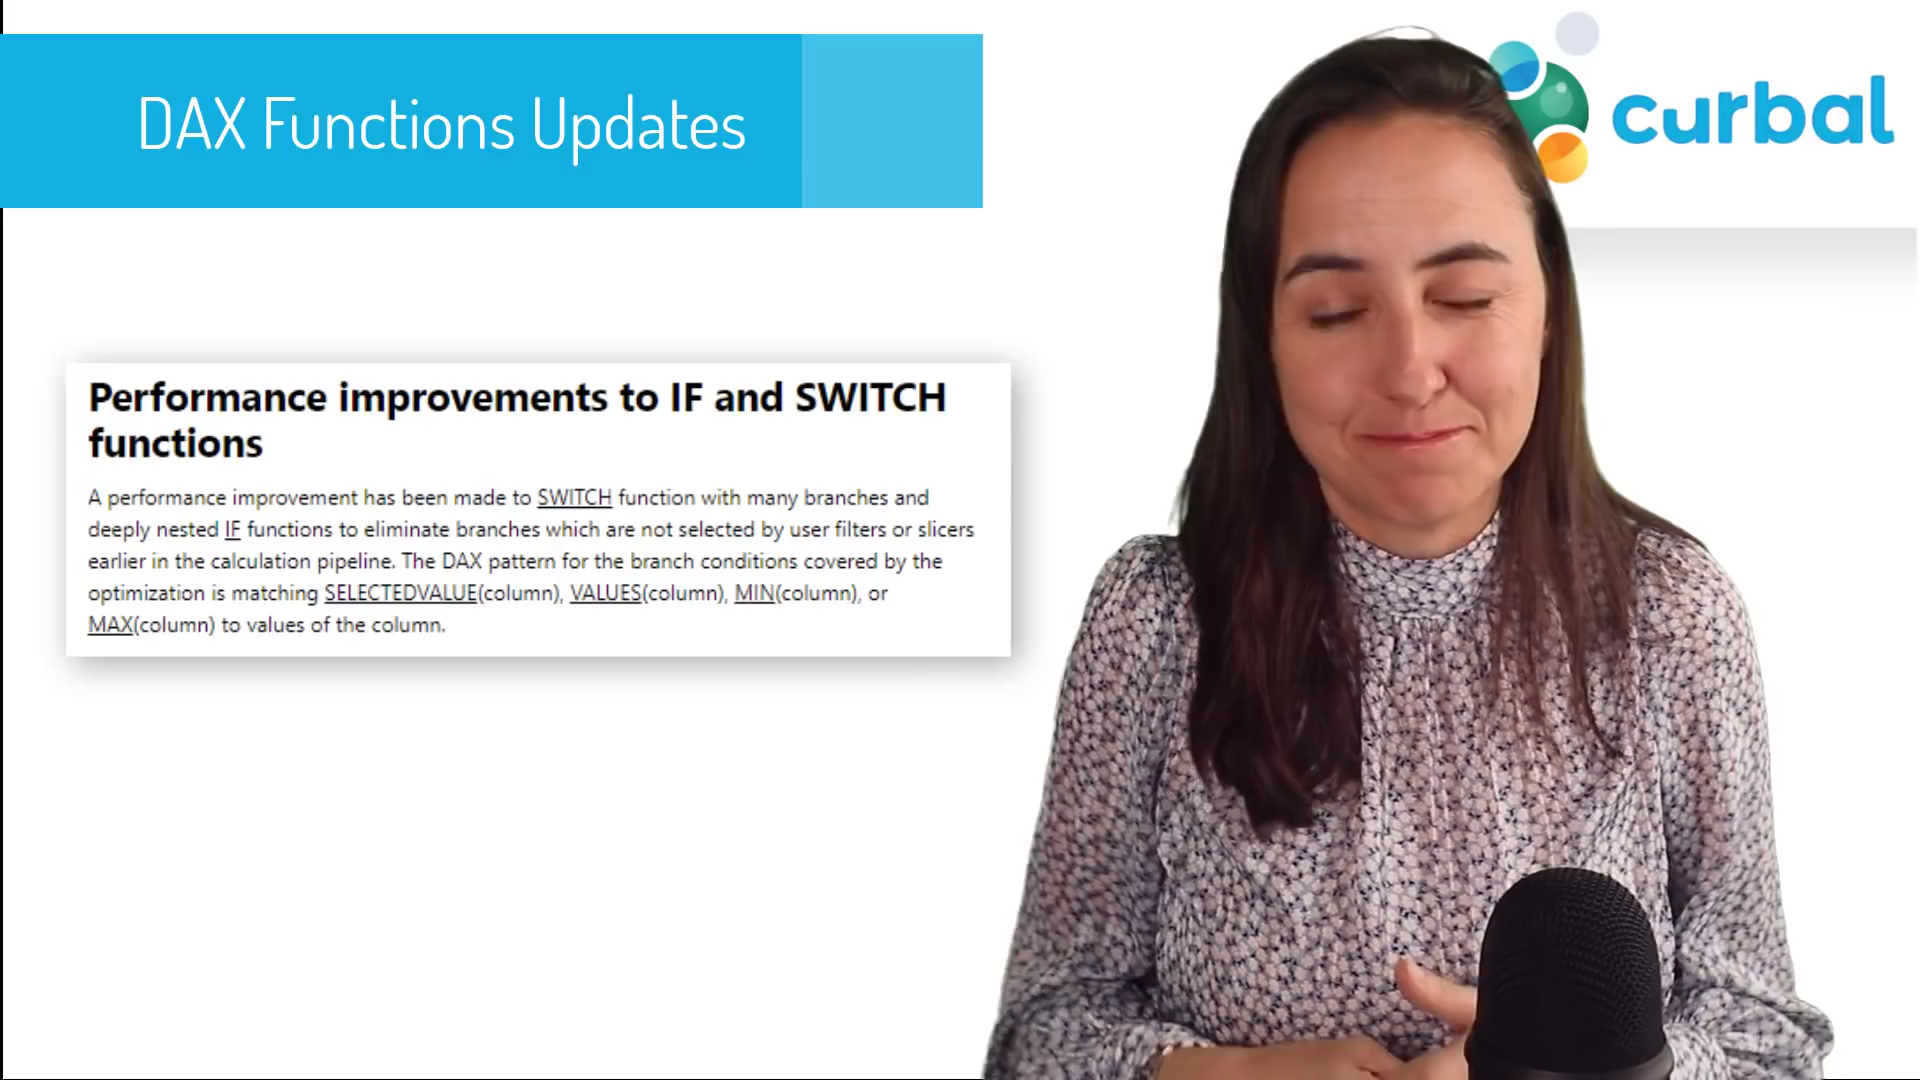 DAX Functions Updates
curbal
Performance improvements to IF and SWITCH
functions
A performance improvement has been made to SWITCH function with many branches and
deeply nested IF functions to eliminate branches which are not selected by user filters or slicers
earlier in the calculation pipeline. The DAX pattern for the branch conditions covered by the
optimization is matching SELECTEDVALUE(column), VALUES(column), MIN(column), or
MAX(column) to values of the column.